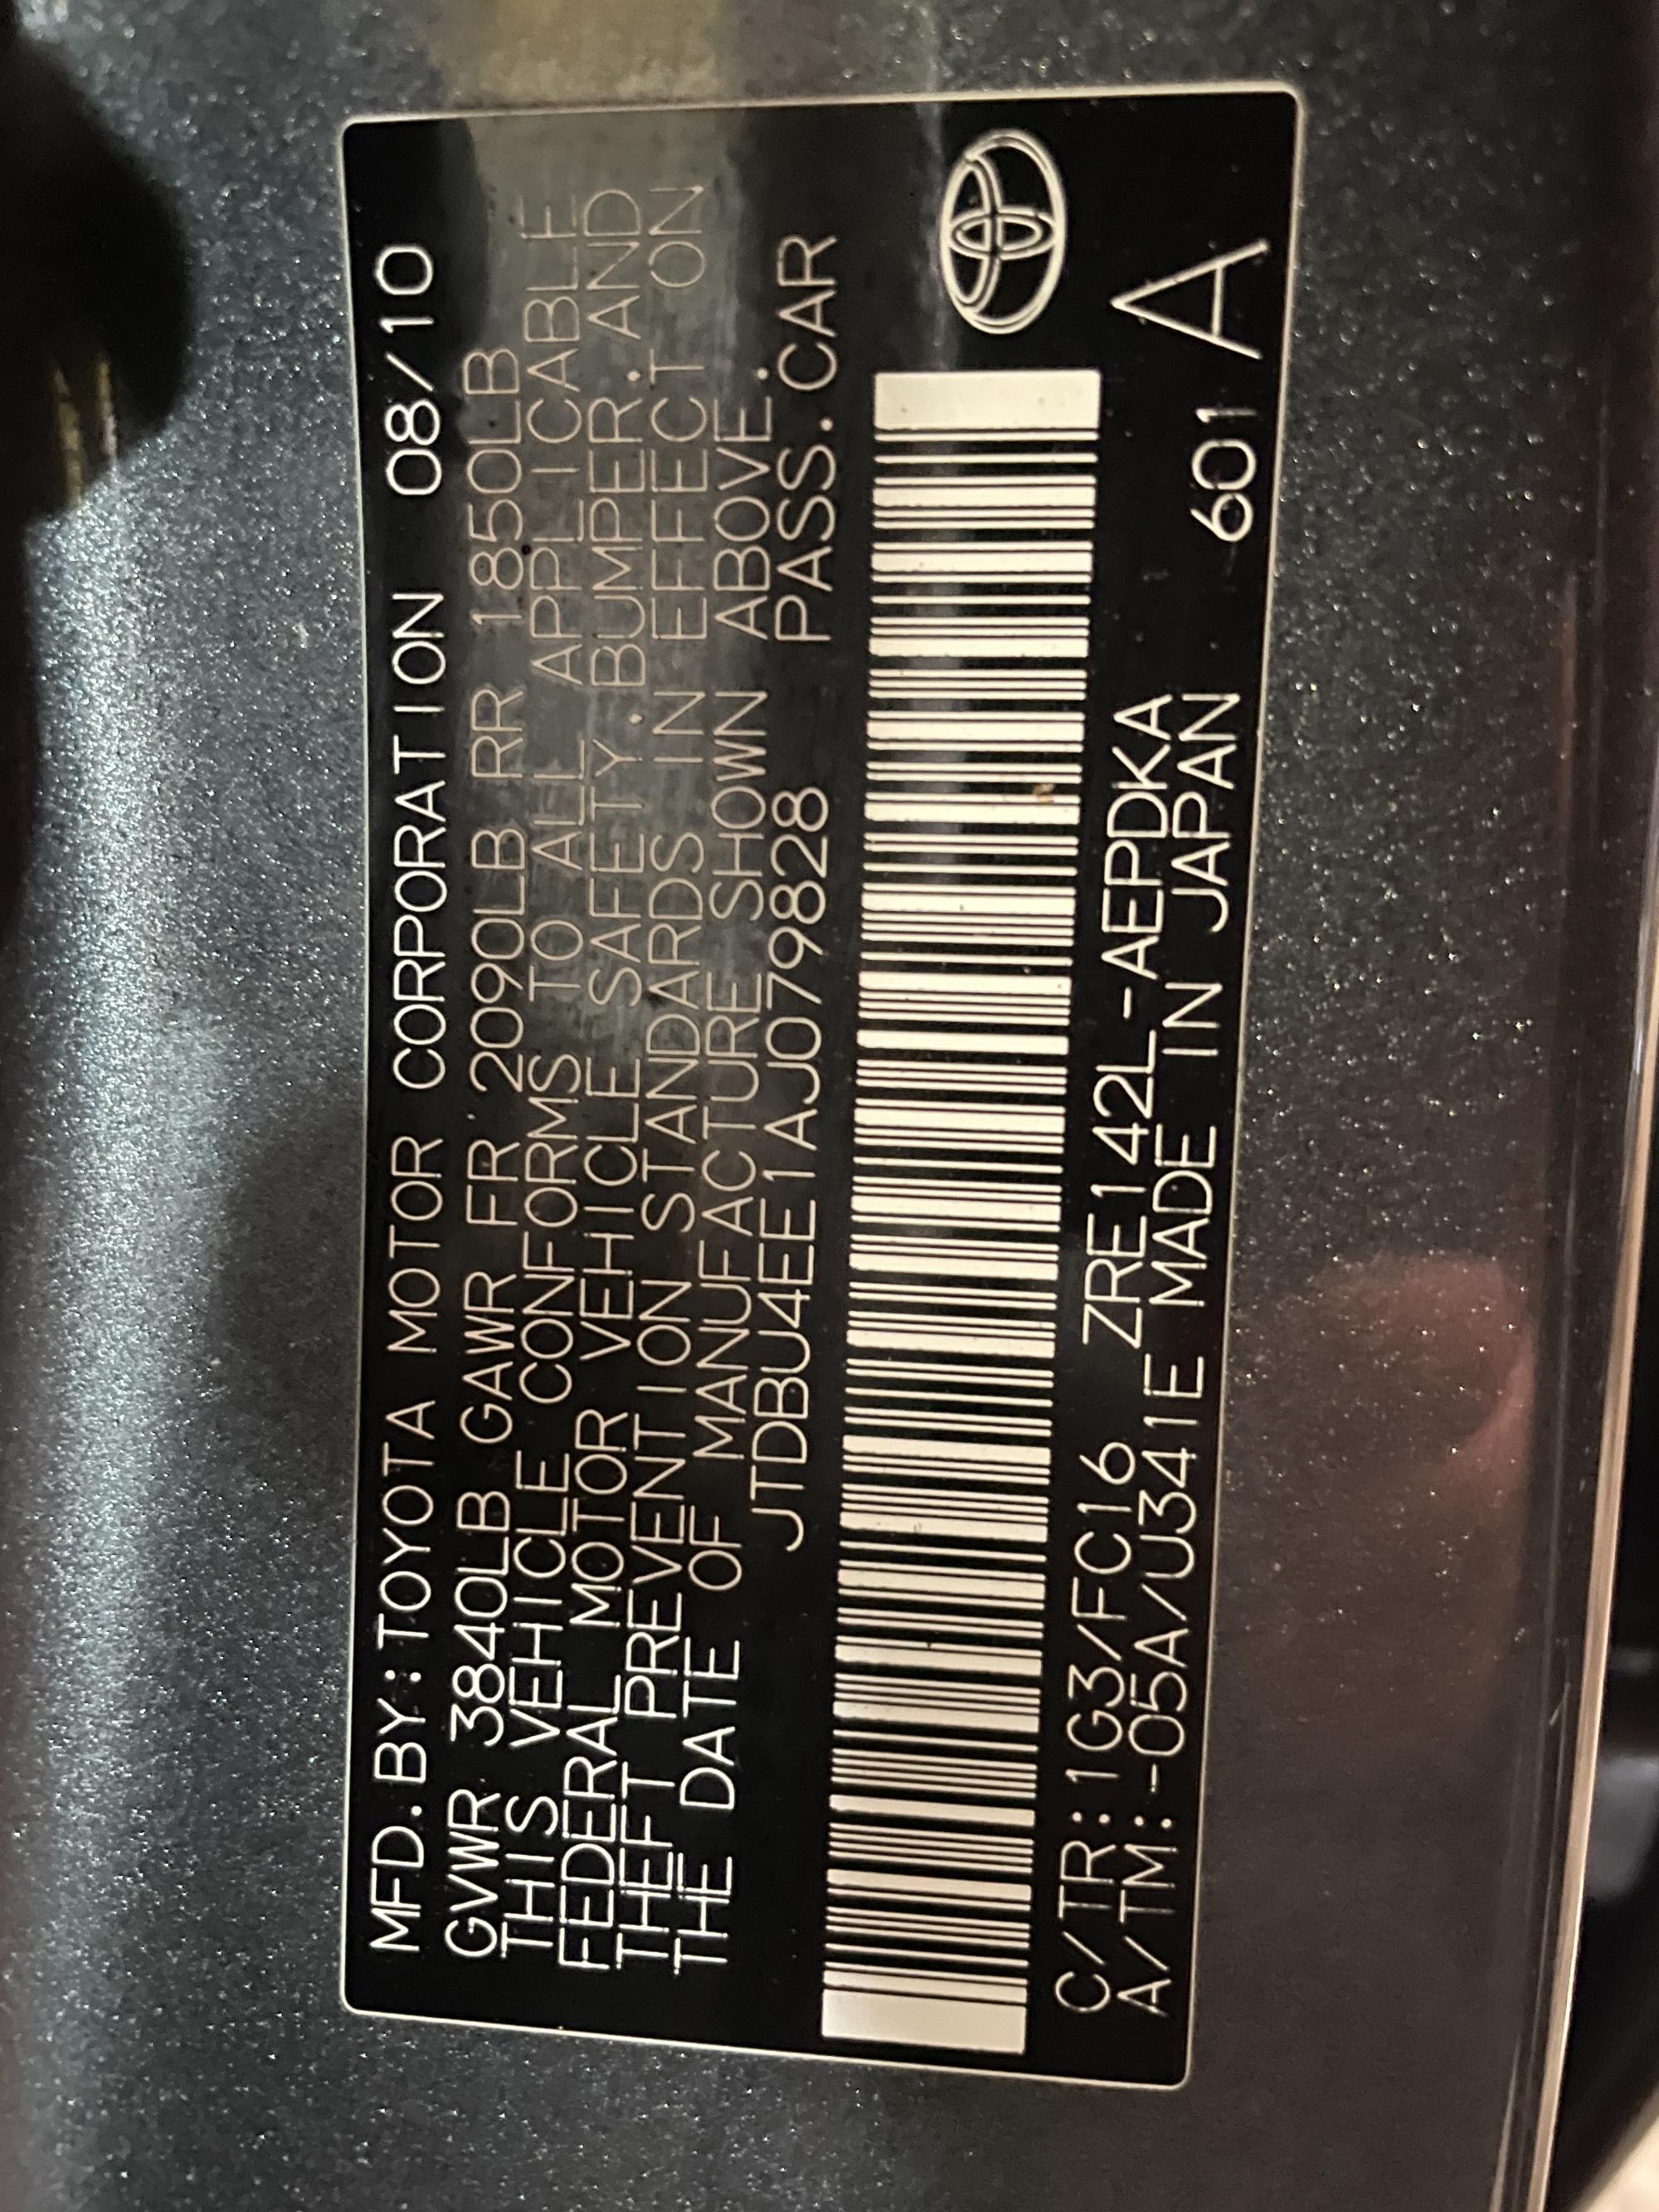 MFD.BY:TOYOTA MOTOR CORPORATION 08/10
GVWR 3840LB GAWR FR 2090LB RR 1850LB
THIS VEHICLE CONFORMS TO ALL APPLICABLE
FEDERAL MOTOR VEHICLE SAFETY.BUMPER.AND
THEFT PREVENTION STANDARDS IN EFFECT ON
THE DATE OF MANUFACTURE SHOWN ABOVE.
JTDBU4EE1AJ079828 PASS.CAR
C/TR:1G3/FC16 ZRE142L-AEPDKA
A/TM:-05A/U341E MADE IN JAPAN 601 A